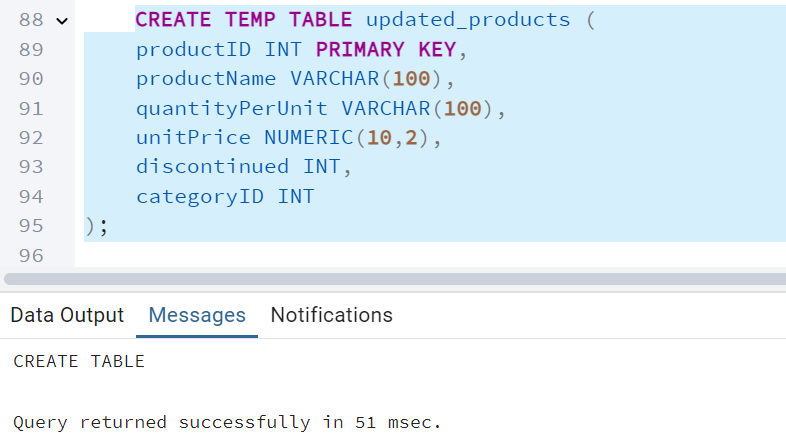 88 CREATE TEMP TABLE updated_products (
89 productID INT PRIMARY KEY,
90 productName VARCHAR(100),
91 quantityPerUnit VARCHAR(100),
92 unitPrice NUMERIC(10,2),
93 discontinued INT,
94 categoryID INT
95 );
96
Data Output Messages Notifications
CREATE TABLE
Query returned successfully in 51 msec.